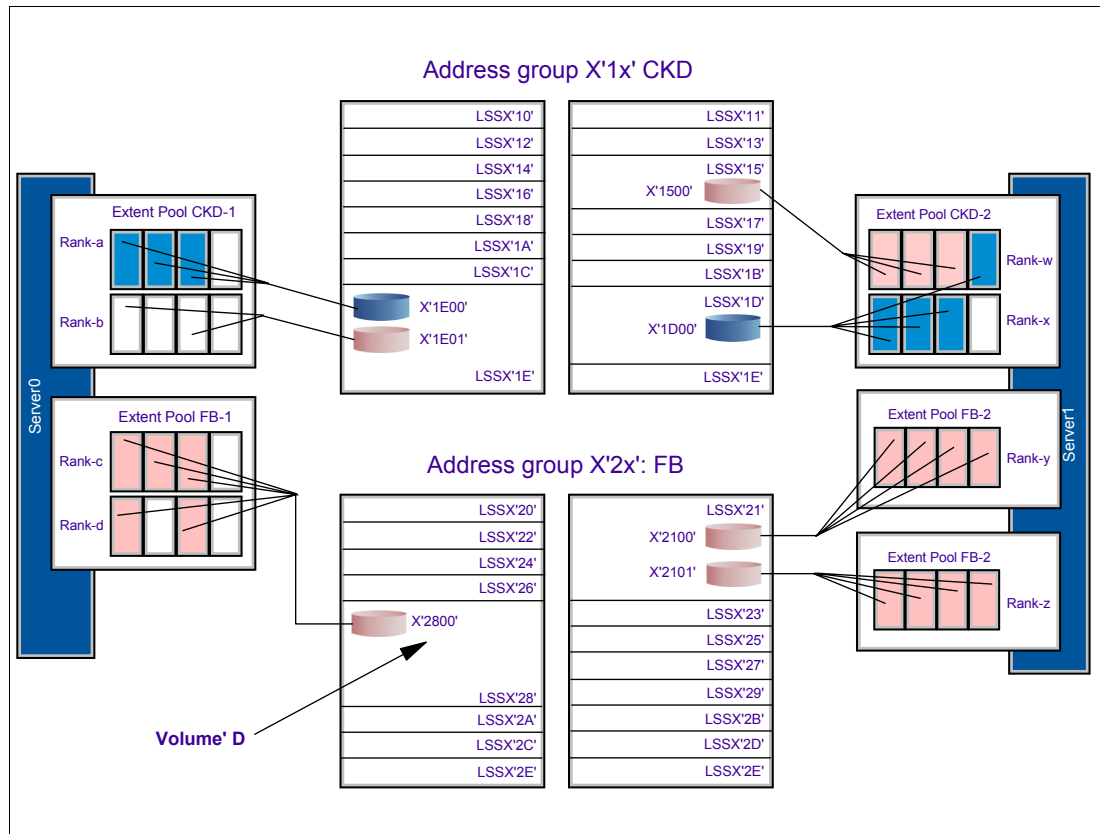 Address group X'1x' CKD
LSSX'10'
LSSX'12'
LSSX'14'
LSSX'16'
LSSX'18'
LSSX'1A'
LSSX'1C'
X'1E00'
X'1E01'
LSSX'1E'
LSSX'11'
LSSX'13'
LSSX'15'
X'1500'
LSSX'17'
LSSX'19'
LSSX'1B'
LSSX'1D'
X'1D00'
LSSX'1E'
Server0
Extent Pool CKD-1
Rank-a
Rank-b
Extent Pool FB-1
Rank-c
Rank-d
Extent Pool CKD-2
Rank-w
Rank-x
Extent Pool FB-2
Rank-y
Extent Pool FB-2
Rank-z
Server1
Address group X'2x': FB
LSSX'20'
LSSX'22'
LSSX'24'
LSSX'26'
X'2800'
LSSX'28'
LSSX'2A'
LSSX'2C'
LSSX'2E'
Volume' D
LSSX'21'
X'2100'
X'2101'
LSSX'23'
LSSX'25'
LSSX'27'
LSSX'29'
LSSX'2B'
LSSX'2D'
LSSX'2E'